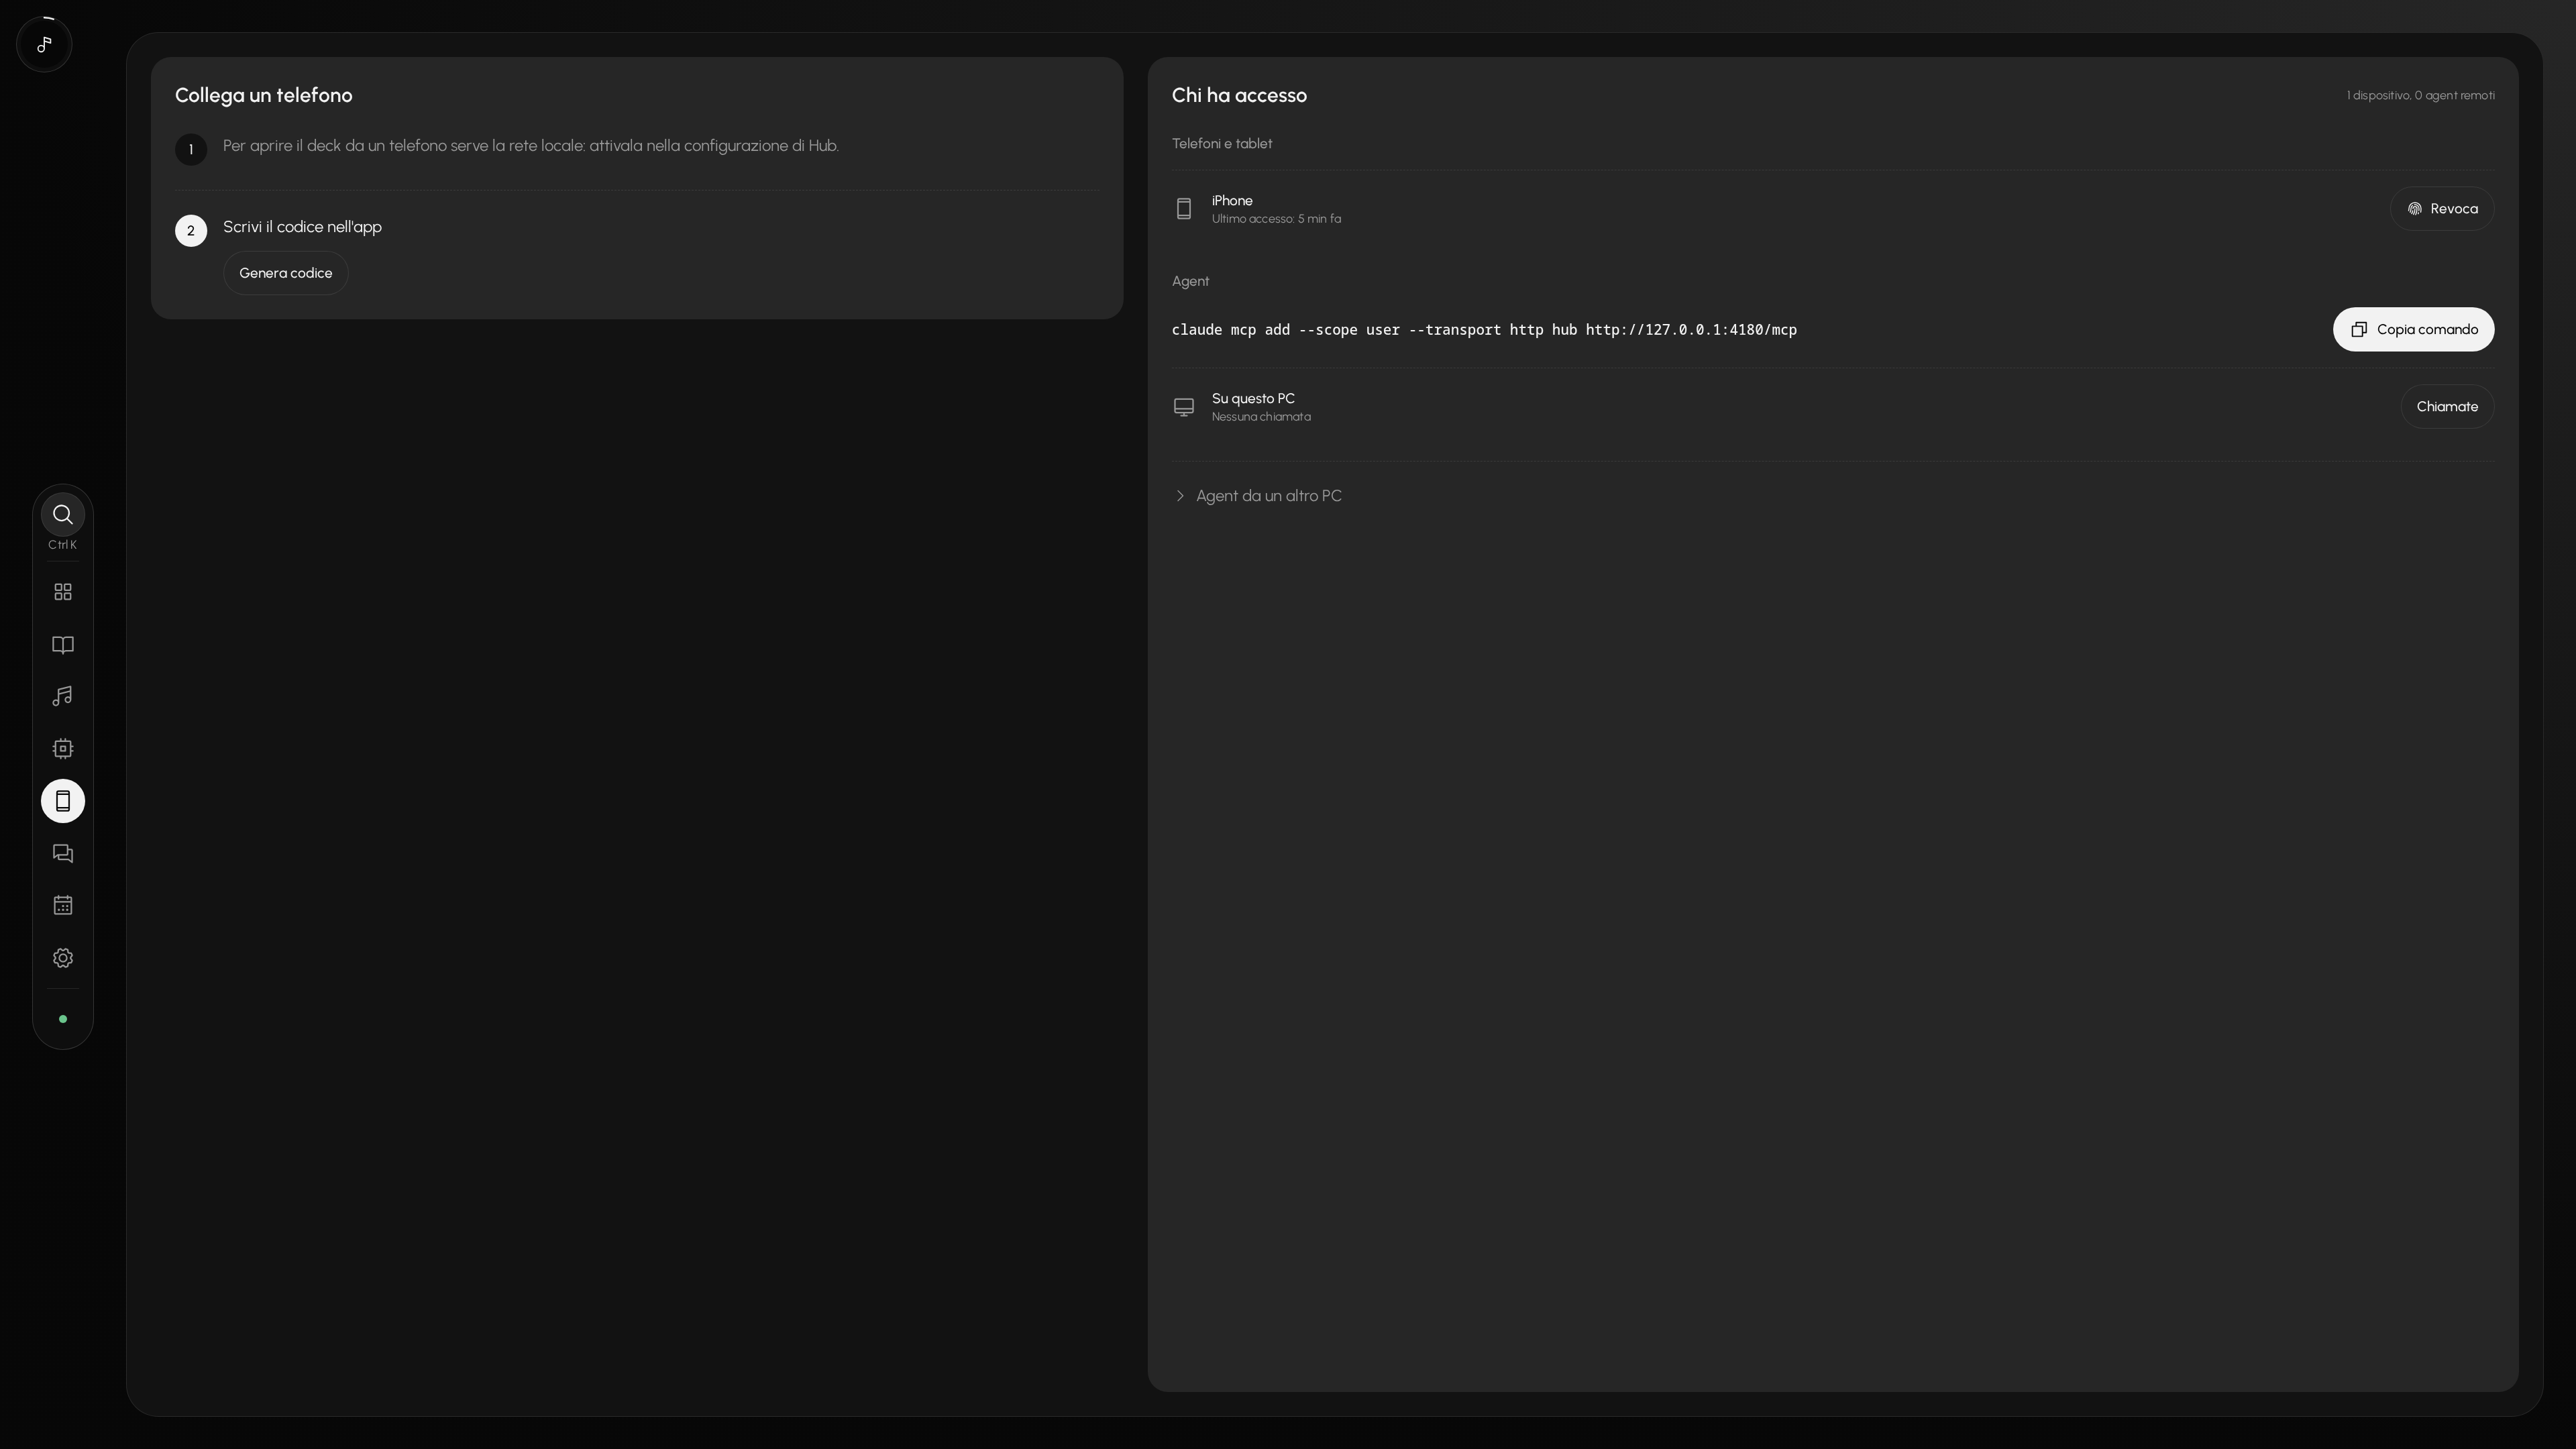 Collega un telefono
1
Per aprire il deck da un telefono serve la rete locale: attivala nella configurazione di Hub.
2
Scrivi il codice nell'app
Genera codice
Chi ha accesso
1 dispositivo, 0 agent remoti
Telefoni e tablet
iPhone
Ultimo accesso: 5 min fa
Revoca
Agent
claude mcp add --scope user --transport http hub http://127.0.0.1:4180/mcp
Copia comando
Su questo PC
Nessuna chiamata
Chiamate
Agent da un altro PC
Ctrl K